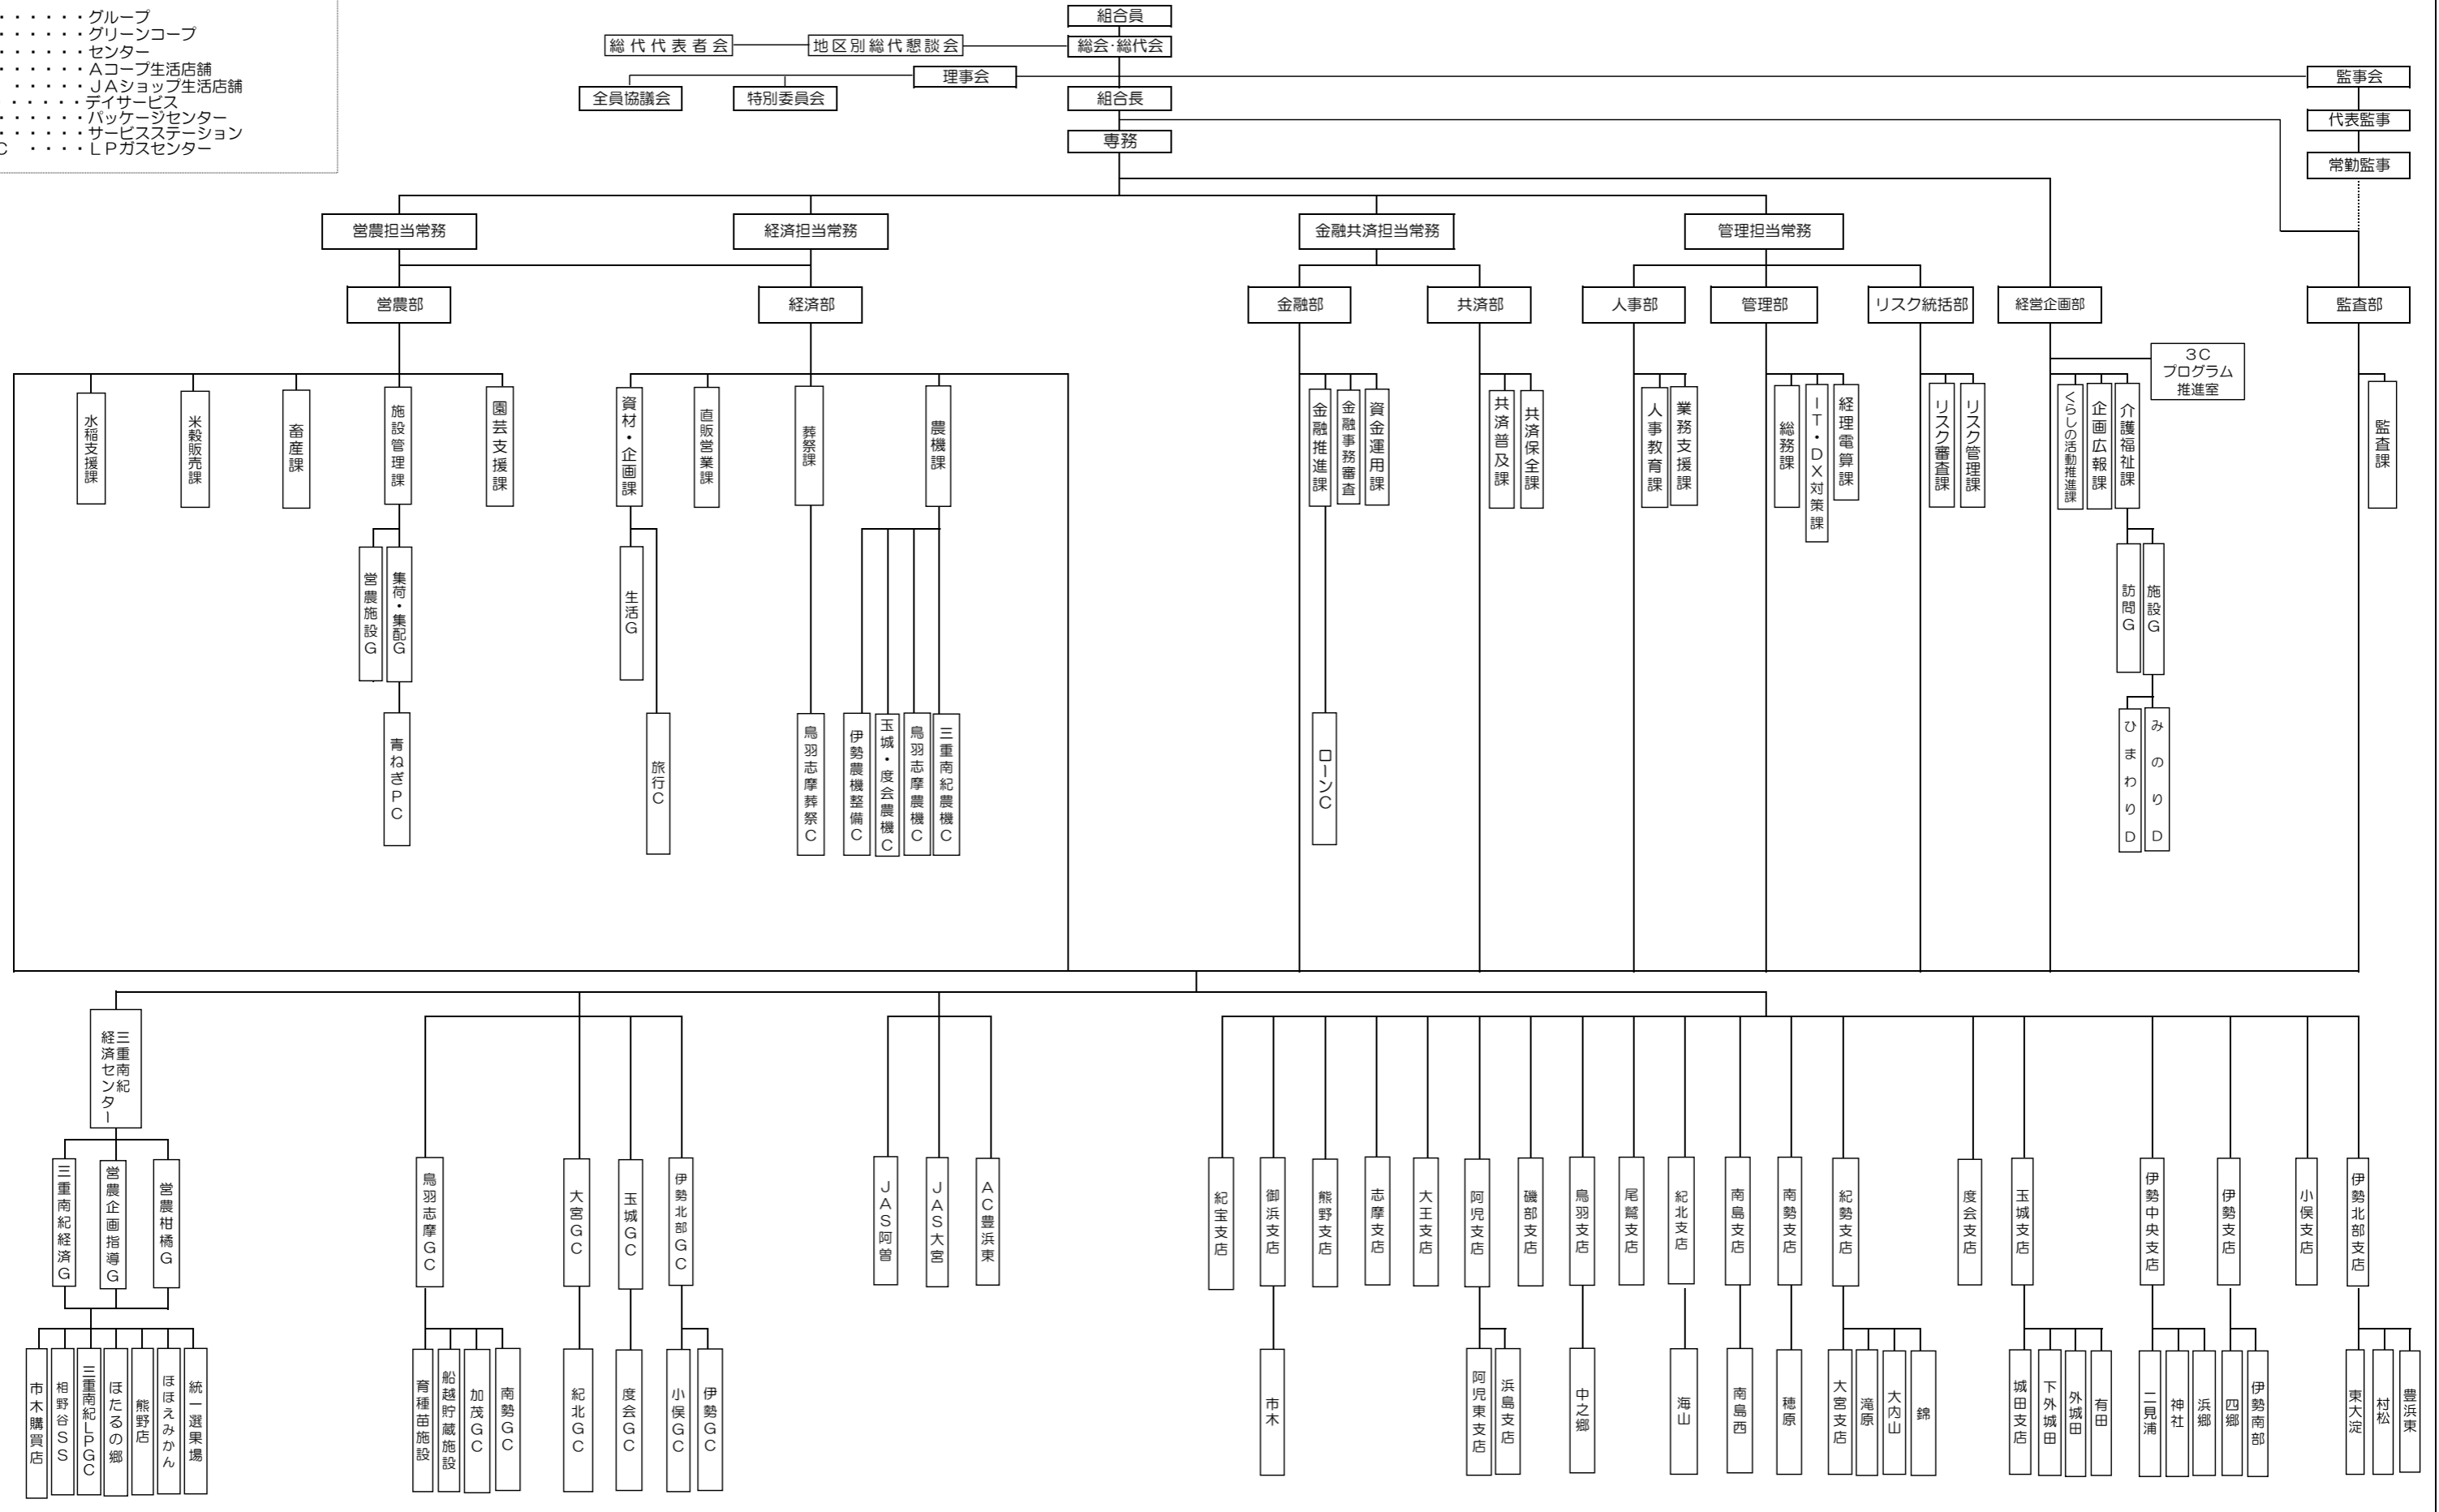 ・・・・・・グループ
・・・・・・グリーンコープ
・・・・・・センター
・・・・・・Ａコープ生活店舗
・・・・・ＪＡショップ生活店舗
・・・・・・デイサービス
・・・・・・パッケージセンター
・・・・・・サービスステーション
Ｃ ・・・・ＬＰガスセンター
組合員
総代代表者会
地区別総代懇談会
総会･総代会
理事会
監事会
全員協議会
特別委員会
組合長
代表監事
専務
常勤監事
営農担当常務
経済担当常務
金融共済担当常務
管理担当常務
営農部
経済部
金融部
共済部
人事部
管理部
リスク統括部
経営企画部
監査部
３Ｃ
プログラム
推進室
水稲支援課
米穀販売課
畜産課
施設管理課
園芸支援課
資材・企画課
直販営業課
葬祭課
農機課
金融推進課
金融事務審査
資金運用課
共済普及課
共済保全課
人事教育課
業務支援課
総務課
ＩＴ・ＤＸ対策課
経理電算課
リスク審査課
リスク管理課
くらしの活動推進課
企画広報課
介護福祉課
監査課
営農施設Ｇ
集荷・集配Ｇ
生活Ｇ
訪問Ｇ
施設Ｇ
青ねぎＰＣ
旅行Ｃ
鳥羽志摩葬祭Ｃ
伊勢農機整備Ｃ
玉城・度会農機Ｃ
鳥羽志摩農機Ｃ
三重南紀農機Ｃ
ローンＣ
ひまわりＤ
みのりＤ
三重南紀
経済センター
三重南紀経済Ｇ
営農企画指導Ｇ
営農柑橘Ｇ
鳥羽志摩ＧＣ
大宮ＧＣ
玉城ＧＣ
伊勢北部ＧＣ
ＪＡＳ阿曽
ＪＡＳ大宮
ＡＣ豊浜東
紀宝支店
御浜支店
熊野支店
志摩支店
大王支店
阿児支店
磯部支店
鳥羽支店
尾鷲支店
紀北支店
南島支店
南勢支店
紀勢支店
度会支店
玉城支店
伊勢中央支店
伊勢支店
小俣支店
伊勢北部支店
市木購買店
相野谷ＳＳ
三重南紀ＬＰＧＣ
ほたるの郷
熊野店
ほほえみかん
統一選果場
育種苗施設
船越貯蔵施設
加茂ＧＣ
南勢ＧＣ
紀北ＧＣ
度会ＧＣ
小俣ＧＣ
伊勢ＧＣ
市木
阿児東支店
浜島支店
中之郷
海山
南島西
穂原
大宮支店
滝原
大内山
錦
城田支店
下外城田
外城田
有田
二見浦
神社
浜郷
四郷
伊勢南部
東大淀
村松
豊浜東